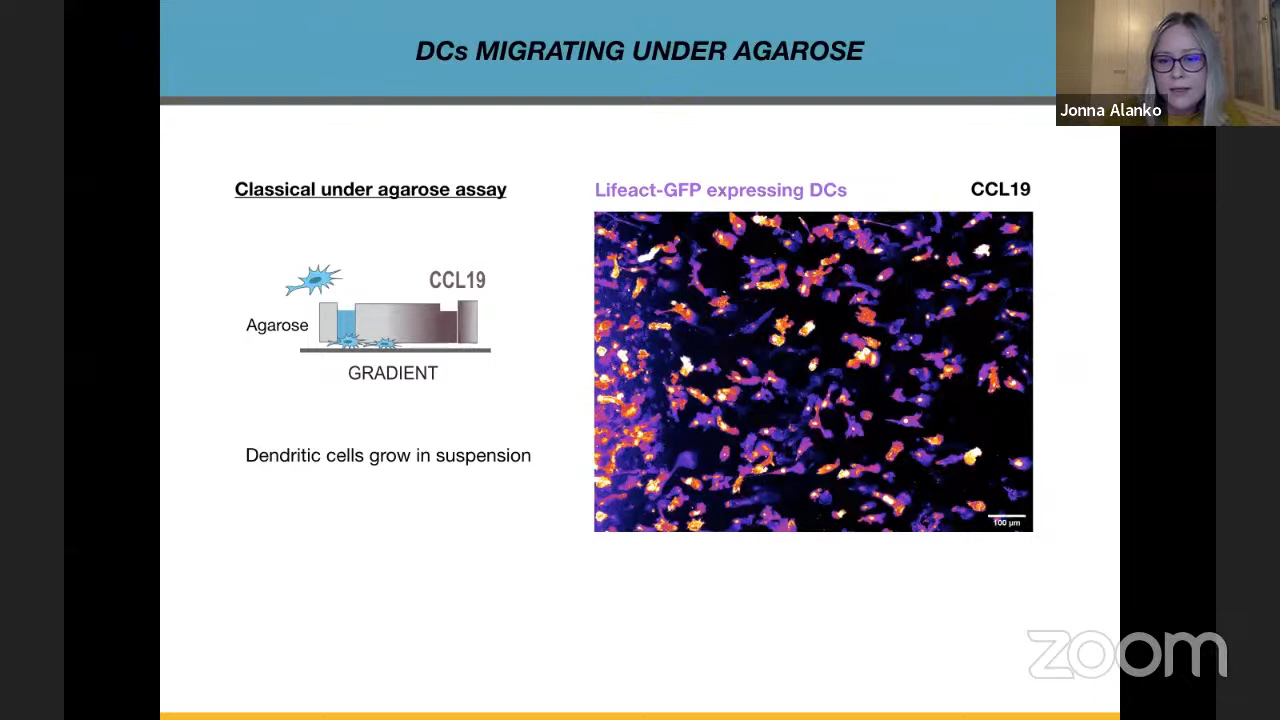 DCs MIGRATING UNDER AGAROSE
Jonna Alanko
Classical under agarose assay
Lifeact-GFP expressing DCs
CCL19
CCL19
Agarose
GRADIENT
Dendritic cells grow in suspension
100 µm
zoom